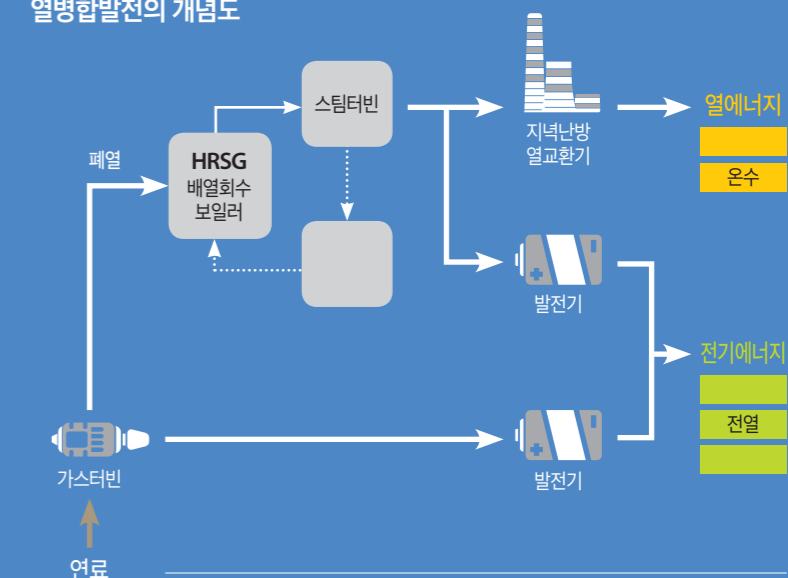 열병합발전의 개념도
스팀터빈
폐열
HRSG
배열회수
보일러
지녁난방
열교환기
열에너지
온수
발전기
전기에너지
전열
발전기
가스터빈
연료